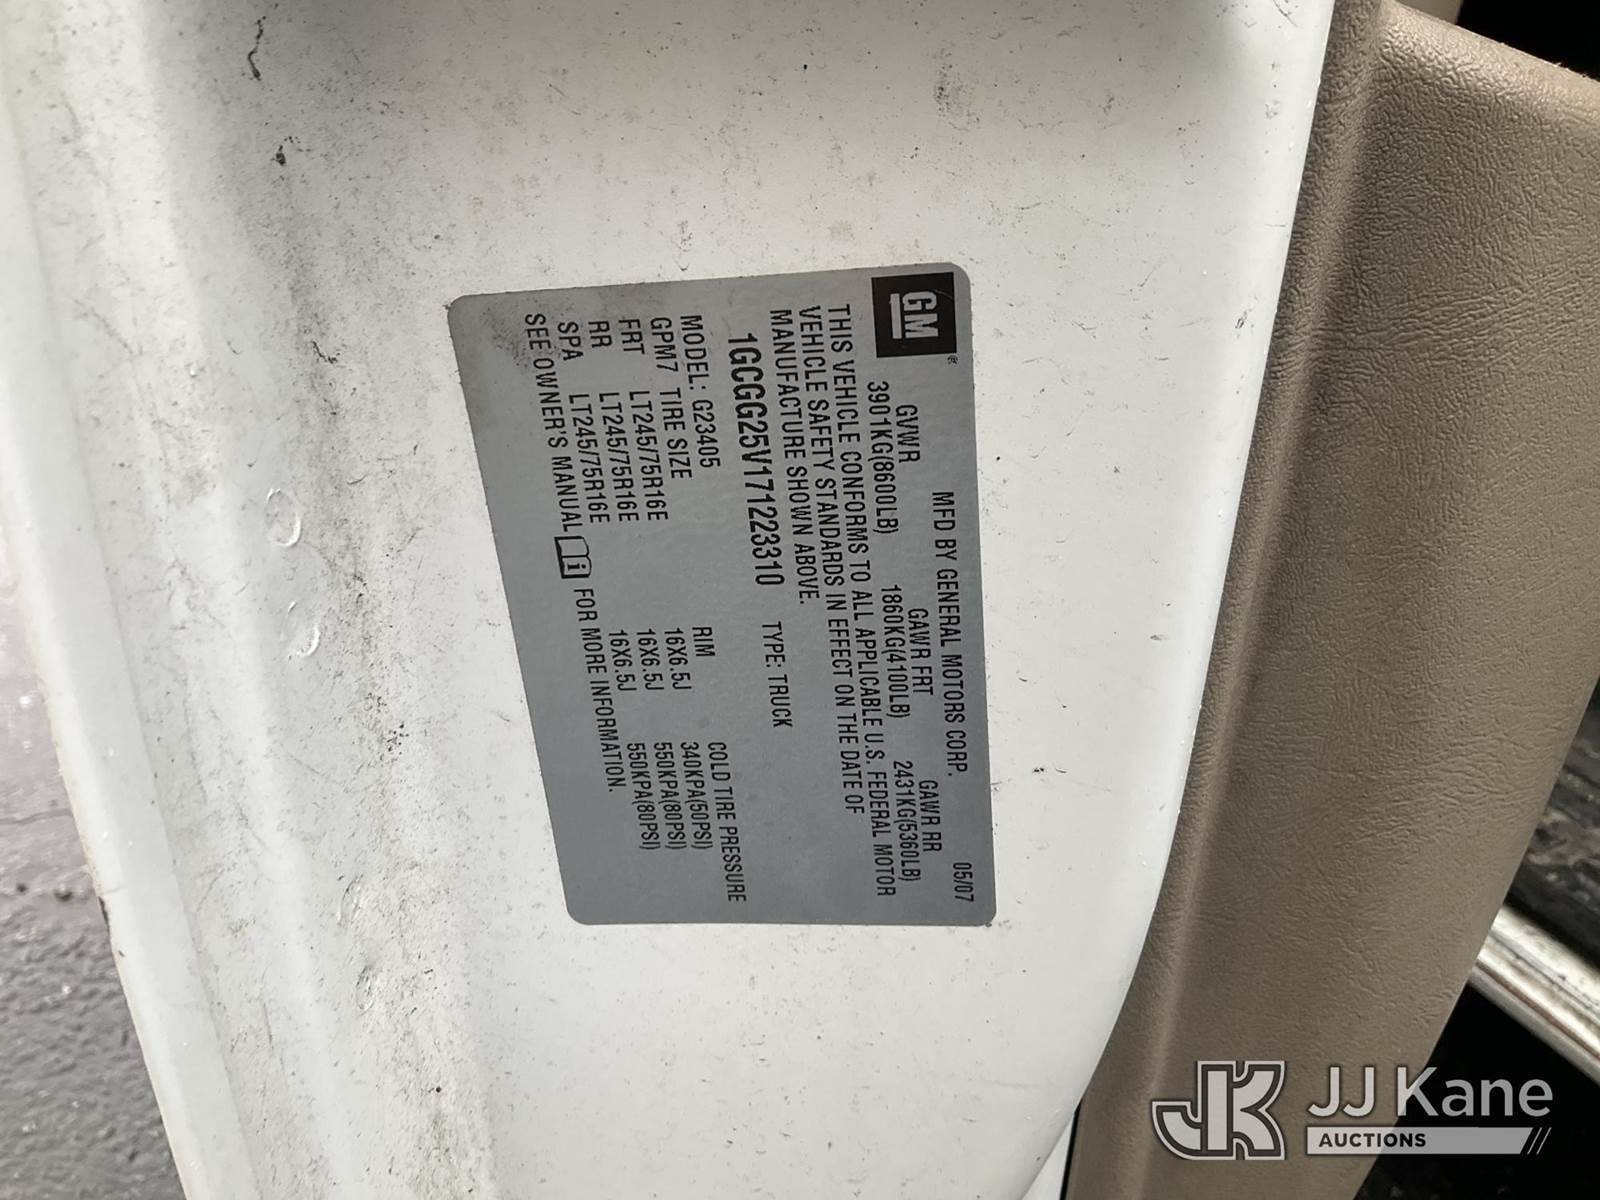 GM ®
MFD BY GENERAL MOTORS CORP. 05/07
GVWR GAWR FRT GAWR RR
3901KG(8600LB) 1860KG(4100LB) 2431KG(5360LB)
THIS VEHICLE CONFORMS TO ALL APPLICABLE U.S. FEDERAL MOTOR
VEHICLE SAFETY STANDARDS IN EFFECT ON THE DATE OF
MANUFACTURE SHOWN ABOVE.
1GCGG25V171223310 TYPE: TRUCK
MODEL: G23405
GPM7 TIRE SIZE RIM COLD TIRE PRESSURE
FRT LT245/75R16E 16X6.5J 340KPA(50PSI)
RR LT245/75R16E 16X6.5J 550KPA(80PSI)
SPA LT245/75R16E 16X6.5J 550KPA(80PSI)
SEE OWNER'S MANUAL i FOR MORE INFORMATION.
JK JJ Kane
AUCTIONS